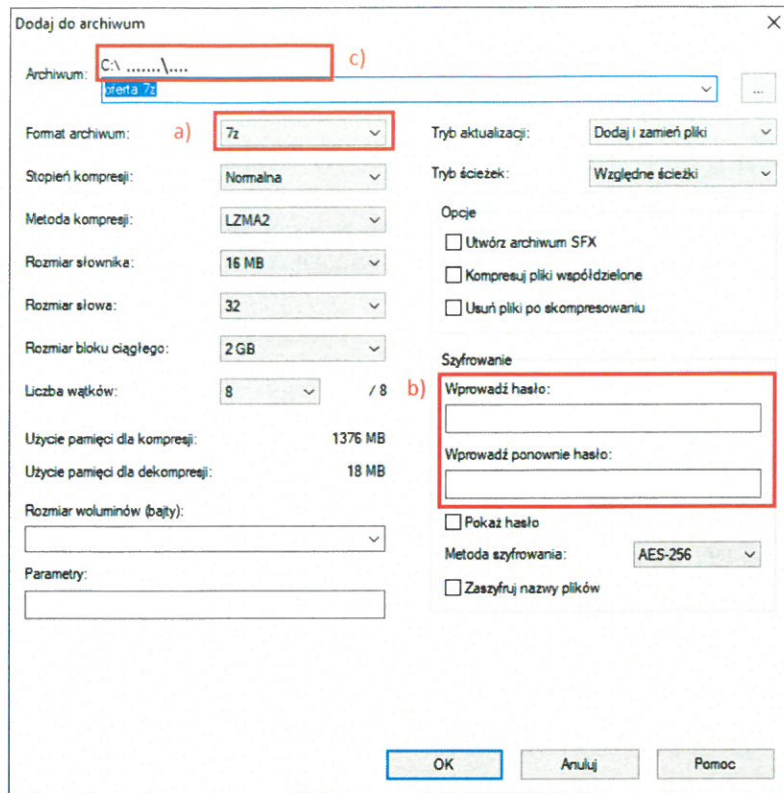 Dodaj do archiwum
C:\ .......\....
c)
Archiwum:
oferta 7z
...
Format archiwum:
a)
7z
Tryb aktualizacji:
Dodaj i zamień pliki
Stopień kompresji:
Normalna
Tryb ścieżek:
Względne ścieżki
Metoda kompresji:
LZMA2
Opcje
Utwórz archiwum SFX
Rozmiar słownika:
16 MB
Kompresuj pliki współdzielone
Rozmiar słowa:
32
Usuń pliki po skompresowaniu
Rozmiar bloku ciągłego:
2 GB
Szyfrowanie
Liczba wątków:
8
/ 8
b)
Wprowadź hasło:
Użycie pamięci dla kompresji:
1376 MB
Wprowadź ponownie hasło:
Użycie pamięci dla dekompresji:
18 MB
Rozmiar woluminów (bajty):
Pokaż hasło
Metoda szyfrowania:
AES-256
Parametry:
Zaszyfruj nazwy plików
OK
Anuluj
Pomoc